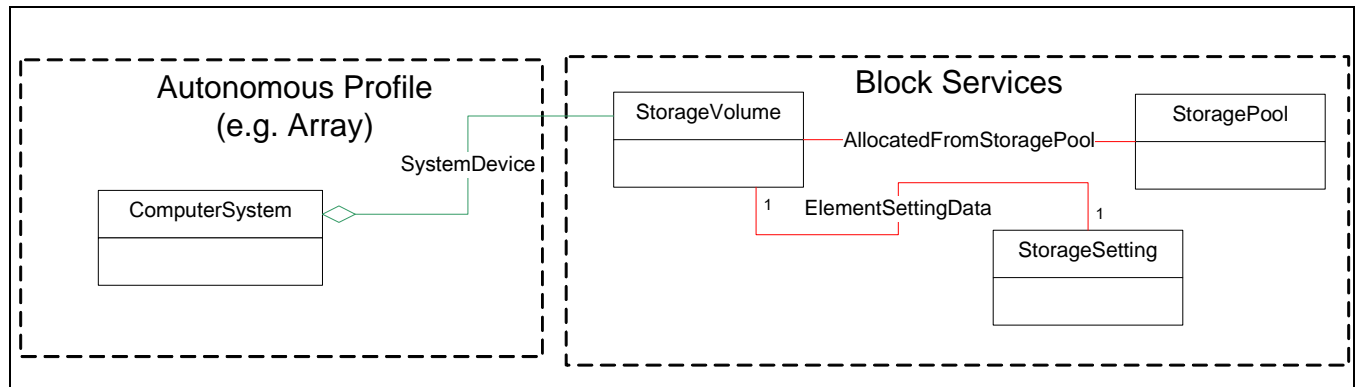 Autonomous Profile
(e.g. Array)
ComputerSystem
SystemDevice
Block Services
StorageVolume
AllocatedFromStoragePool
StoragePool
1
ElementSettingData
1
StorageSetting